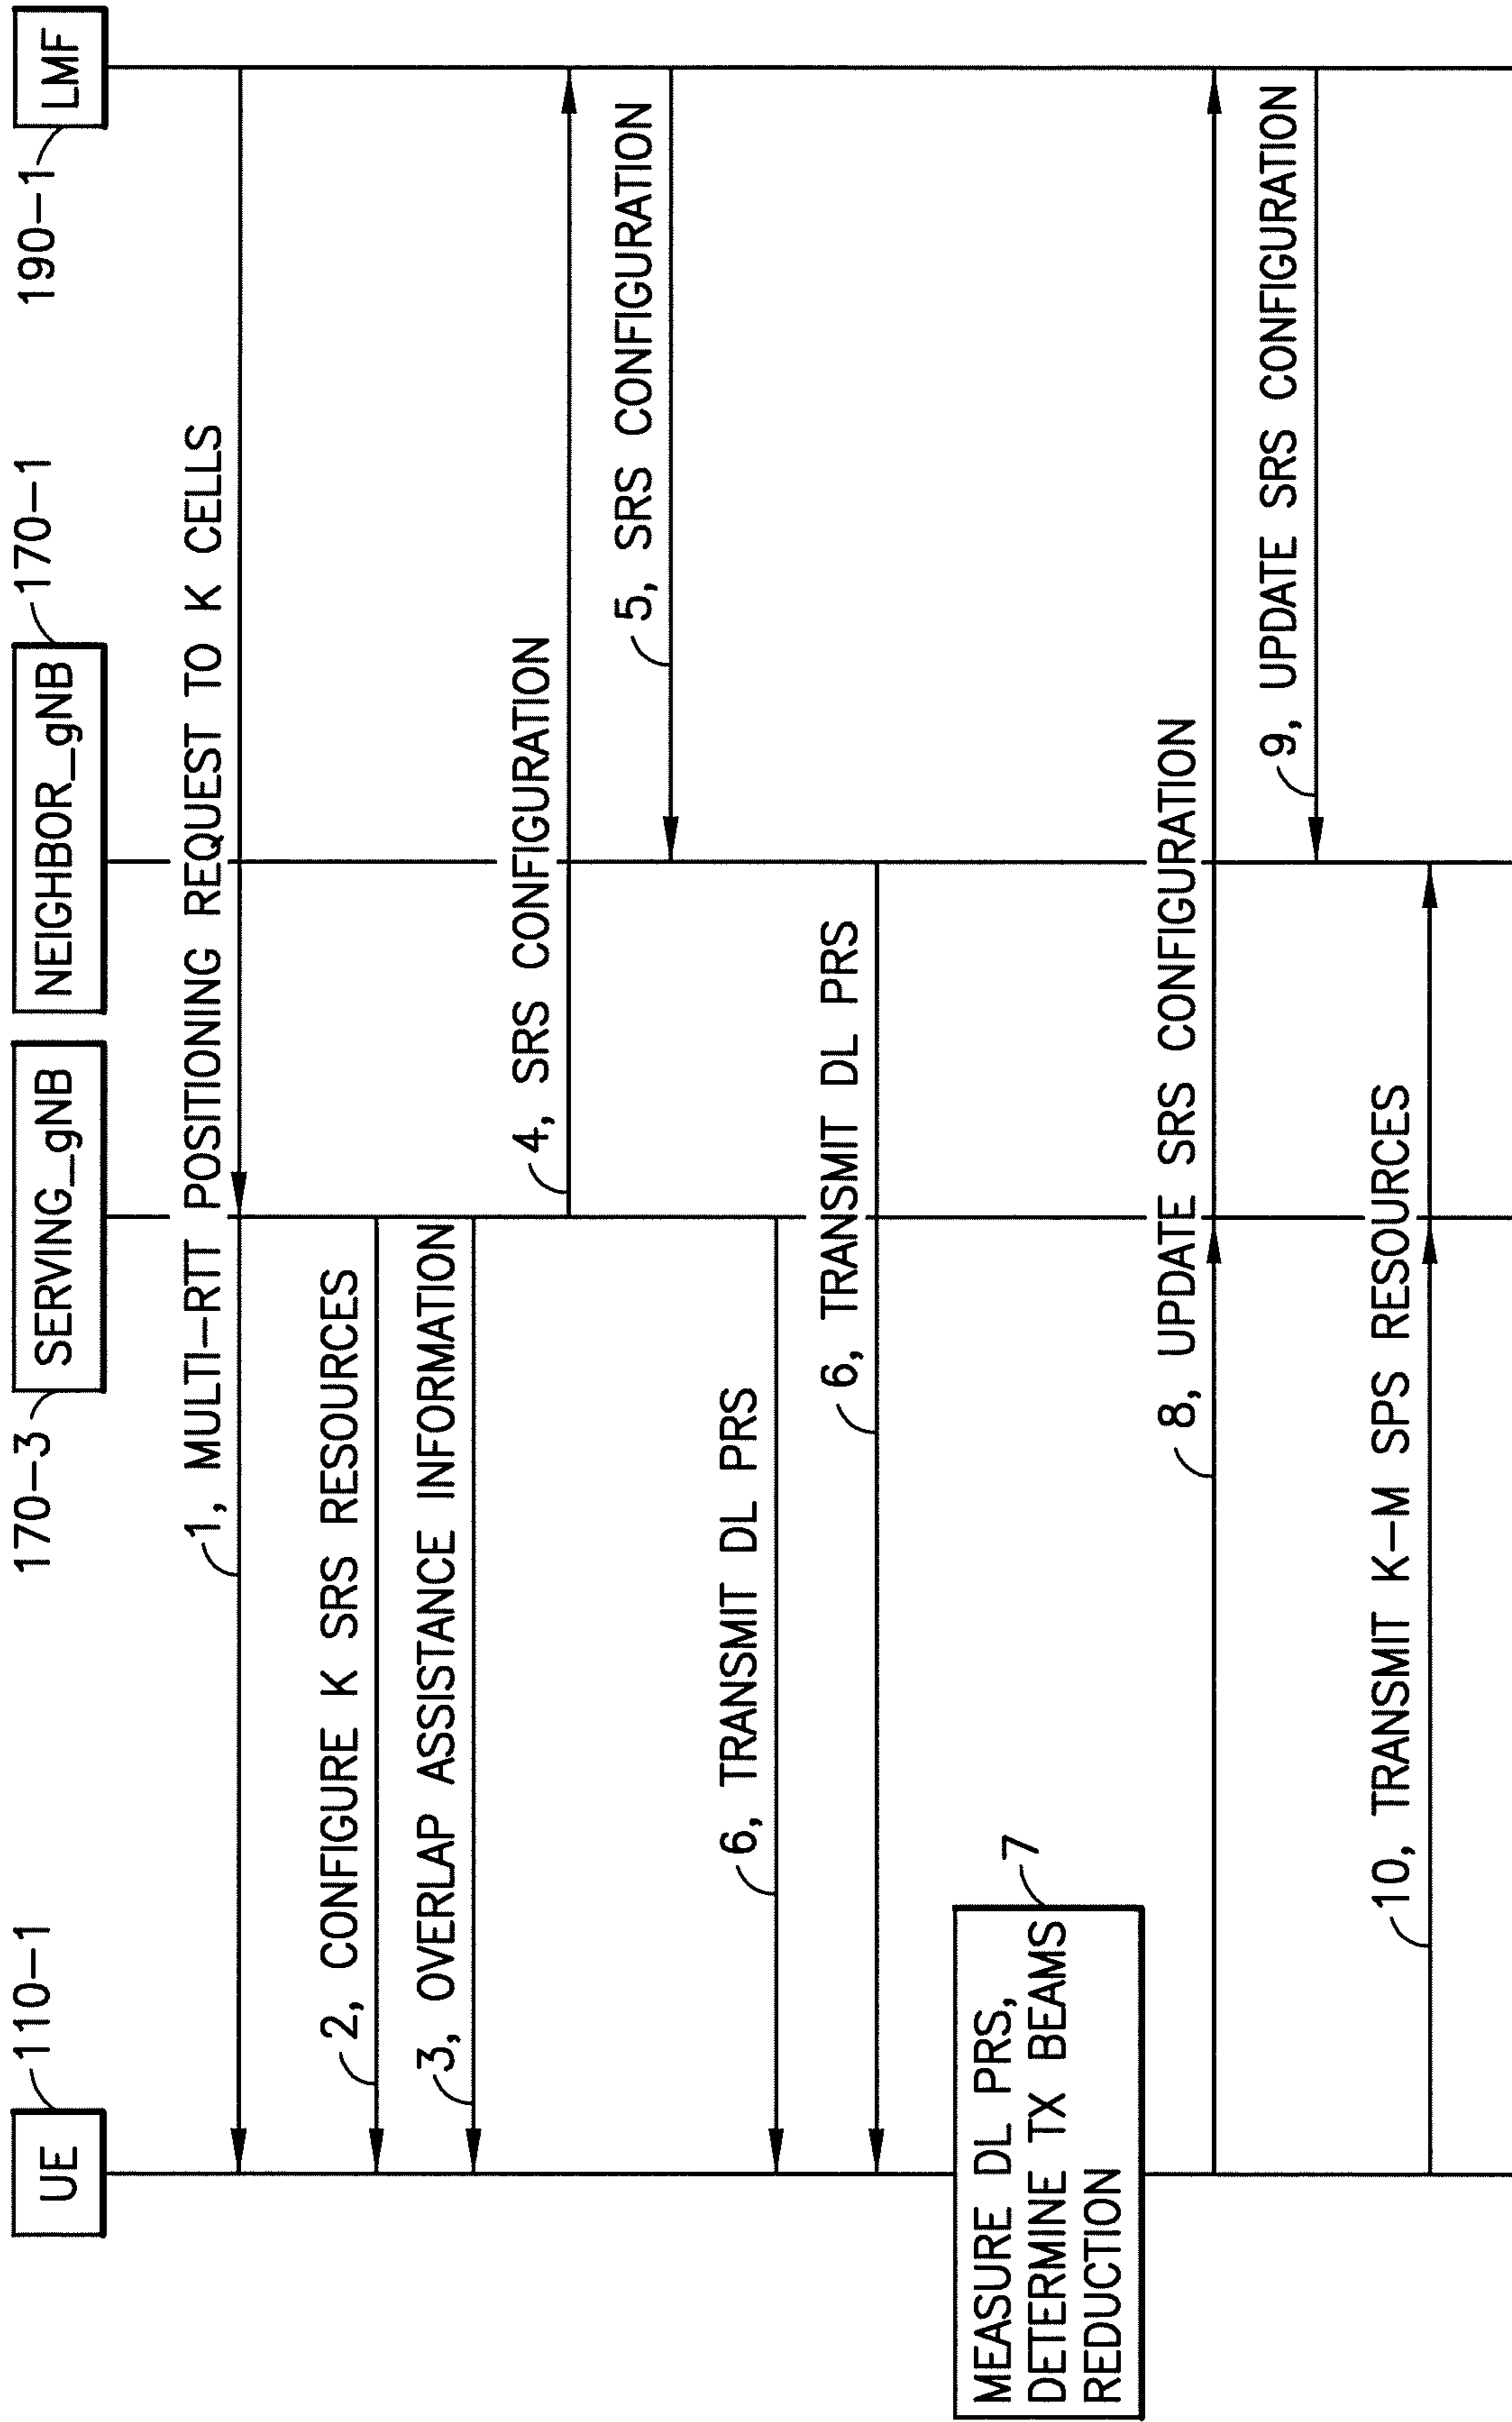 UE
110-1
170-3
SERVING_gNB
NEIGHBOR_gNB
170-1
190-1
LMF
1, MULTI-RTT POSITIONING REQUEST TO K CELLS
2, CONFIGURE K SRS RESOURCES
3, OVERLAP ASSISTANCE INFORMATION
4, SRS CONFIGURATION
5, SRS CONFIGURATION
6, TRANSMIT DL PRS
6, TRANSMIT DL PRS
7
MEASURE DL PRS,
DETERMINE TX BEAMS
REDUCTION
8, UPDATE SRS CONFIGURATION
9, UPDATE SRS CONFIGURATION
10, TRANSMIT K-M SPS RESOURCES